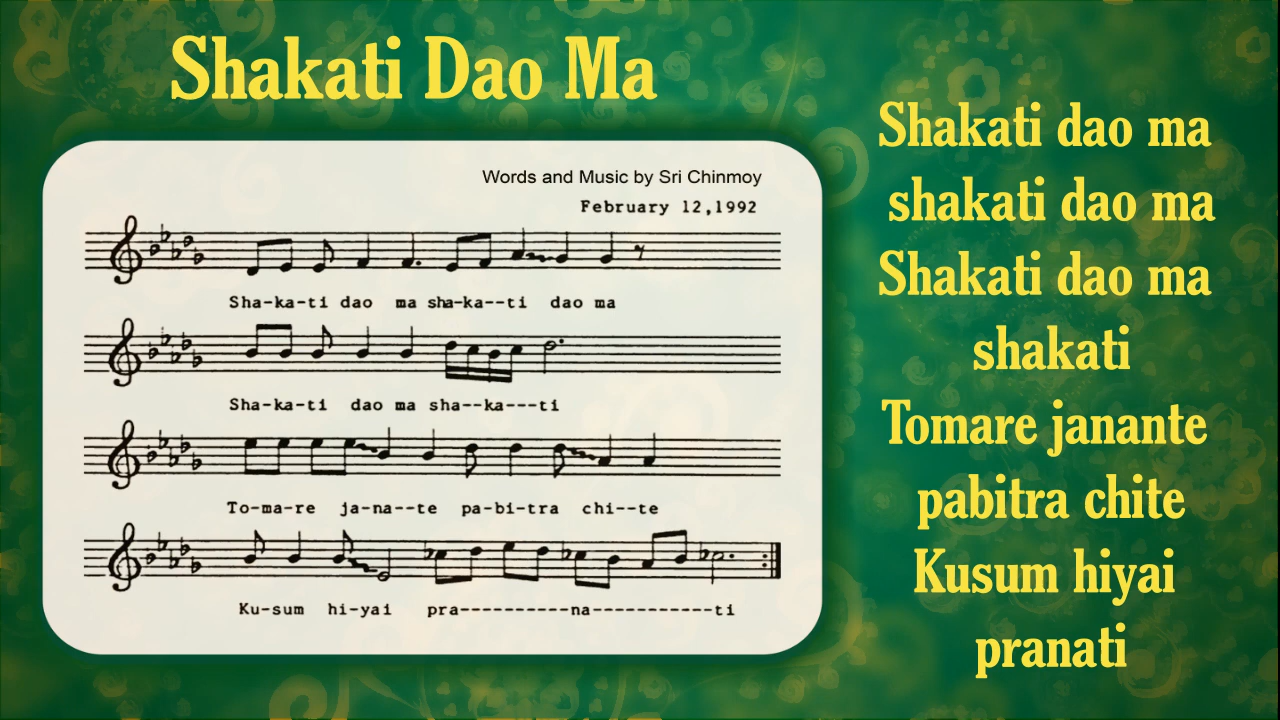 Shakati Dao Ma
Words and Music by Sri Chinmoy
February 12,1992
Sha-ka-ti dao ma sha-ka--ti dao ma
Sha-ka-ti dao ma sha--ka---ti
To-ma-re ja-na--te pa-bi-tra chi--te
Ku-sum hi-yai pra----------na-----------ti
Shakati dao ma
shakati dao ma
Shakati dao ma
shakati
Tomare janante
pabitra chite
Kusum hiyai
pranati